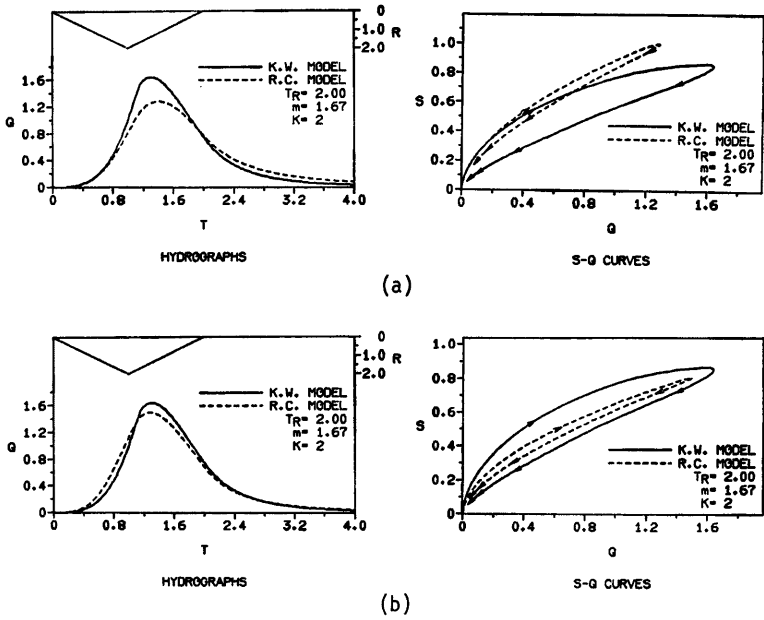 0
1.0 R
2.0
K.W. MODEL
R.C. MODEL
TR= 2.00
m= 1.67
K= 2
1.6
1.2
0.8
0.4
0
Q
0 0.8 1.6 2.4 3.2 4.0
T
HYDROGRAPHS
1.0
0.8
0.6
0.4
0.2
0
S
K.W. MODEL
R.C. MODEL
TR= 2.00
m= 1.67
K= 2
0 0.4 0.8 1.2 1.6
Q
S-Q CURVES
(a)
0
1.0 R
2.0
K.W. MODEL
R.C. MODEL
TR= 2.00
m= 1.67
K= 2
1.6
1.2
0.8
0.4
0
Q
0 0.8 1.6 2.4 3.2 4.0
T
HYDROGRAPHS
1.0
0.8
0.6
0.4
0.2
0
S
K.W. MODEL
R.C. MODEL
TR= 2.00
m= 1.67
K= 2
0 0.4 0.8 1.2 1.6
Q
S-Q CURVES
(b)